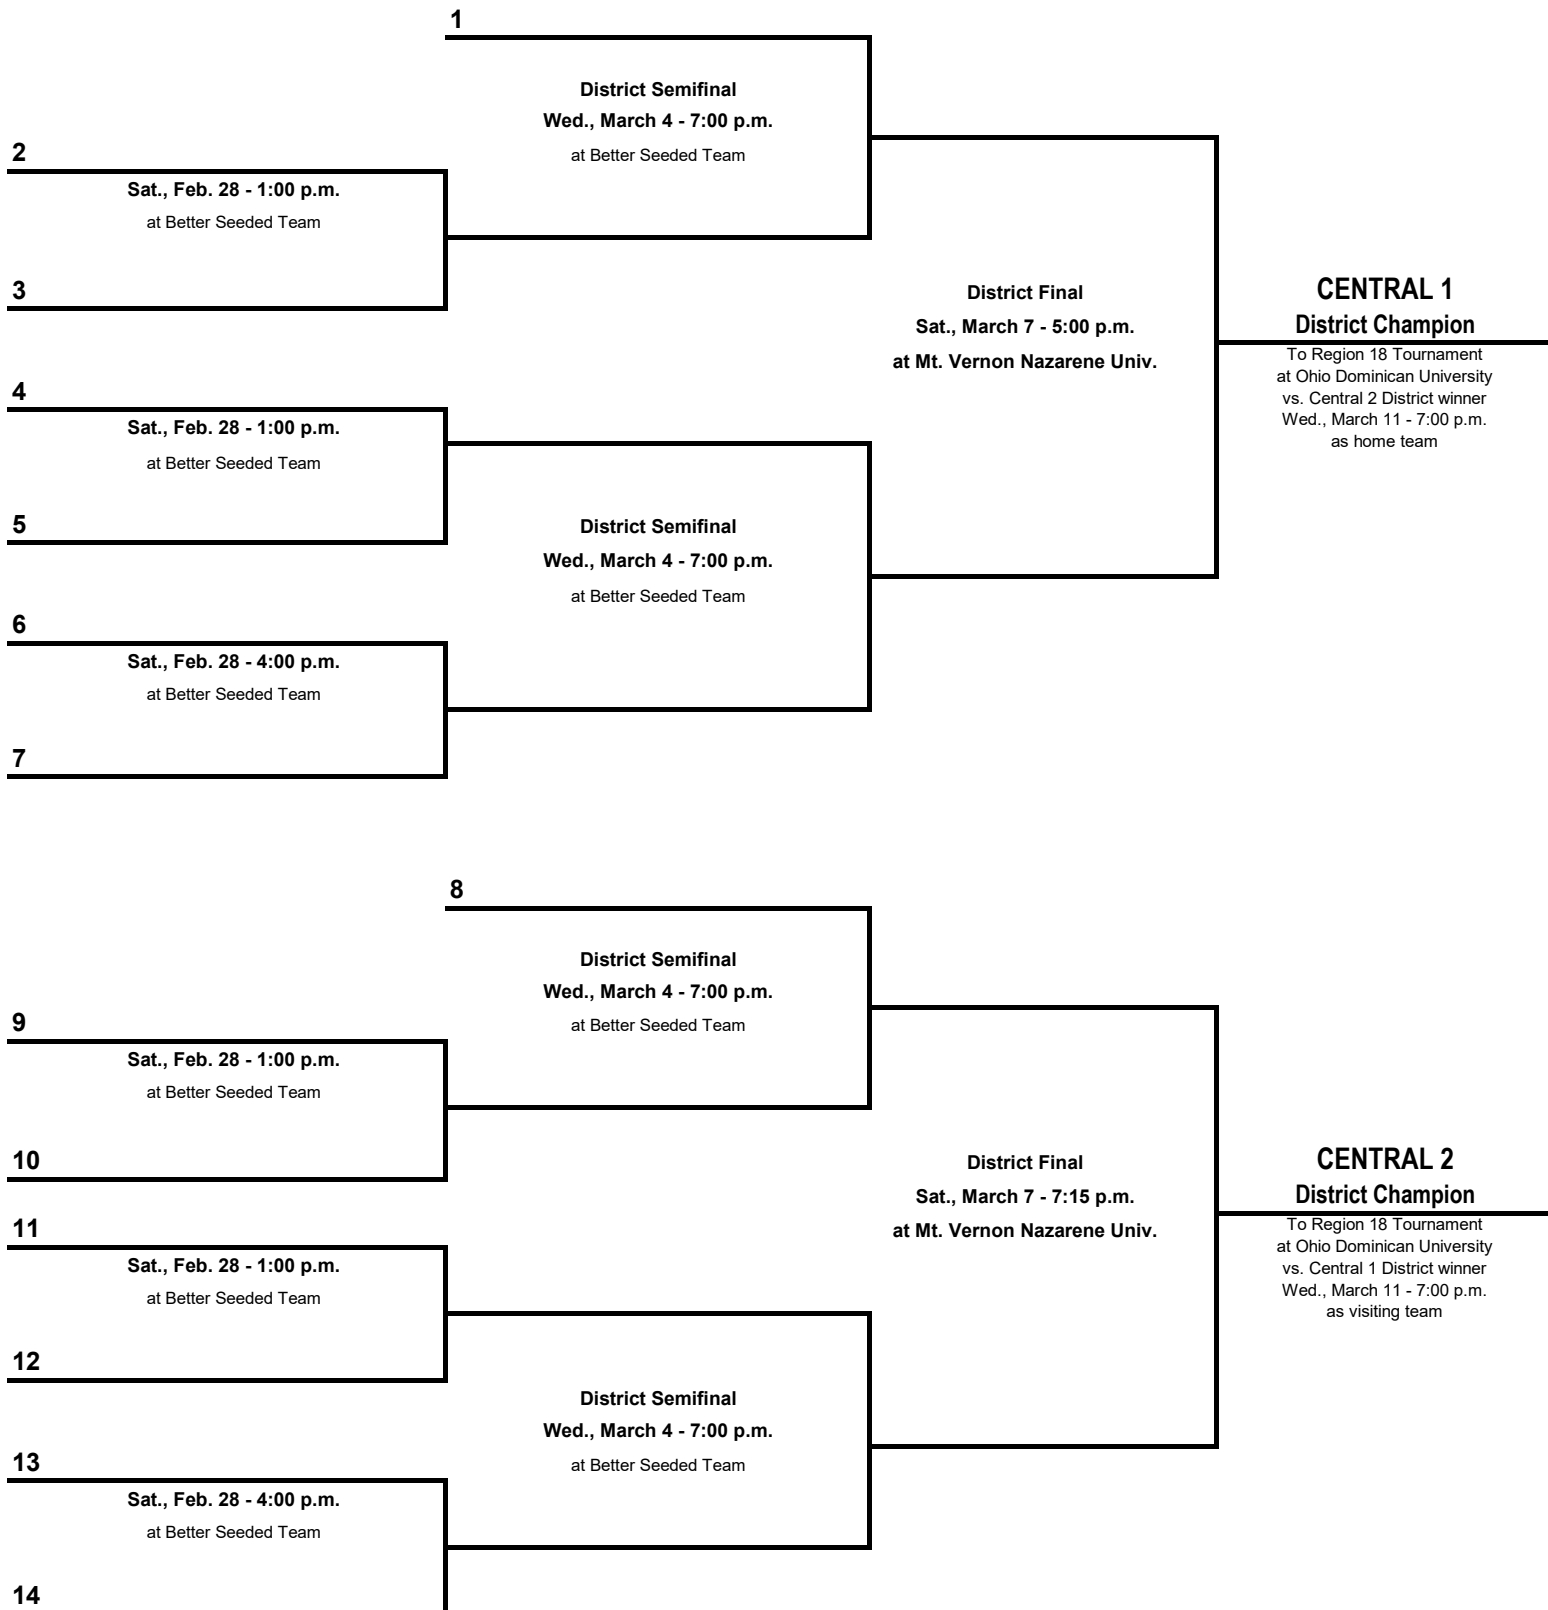 1
District Semifinal
Wed., March 4 - 7:00 p.m.
at Better Seeded Team
2
Sat., Feb. 28 - 1:00 p.m.
at Better Seeded Team
3
District Final
Sat., March 7 - 5:00 p.m.
at Mt. Vernon Nazarene Univ.
CENTRAL 1
District Champion
To Region 18 Tournament
at Ohio Dominican University
vs. Central 2 District winner
Wed., March 11 - 7:00 p.m.
as home team
4
Sat., Feb. 28 - 1:00 p.m.
at Better Seeded Team
5
District Semifinal
Wed., March 4 - 7:00 p.m.
at Better Seeded Team
6
Sat., Feb. 28 - 4:00 p.m.
at Better Seeded Team
7
8
District Semifinal
Wed., March 4 - 7:00 p.m.
at Better Seeded Team
9
Sat., Feb. 28 - 1:00 p.m.
at Better Seeded Team
10
District Final
Sat., March 7 - 7:15 p.m.
at Mt. Vernon Nazarene Univ.
CENTRAL 2
District Champion
To Region 18 Tournament
at Ohio Dominican University
vs. Central 1 District winner
Wed., March 11 - 7:00 p.m.
as visiting team
11
Sat., Feb. 28 - 1:00 p.m.
at Better Seeded Team
12
District Semifinal
Wed., March 4 - 7:00 p.m.
at Better Seeded Team
13
Sat., Feb. 28 - 4:00 p.m.
at Better Seeded Team
14